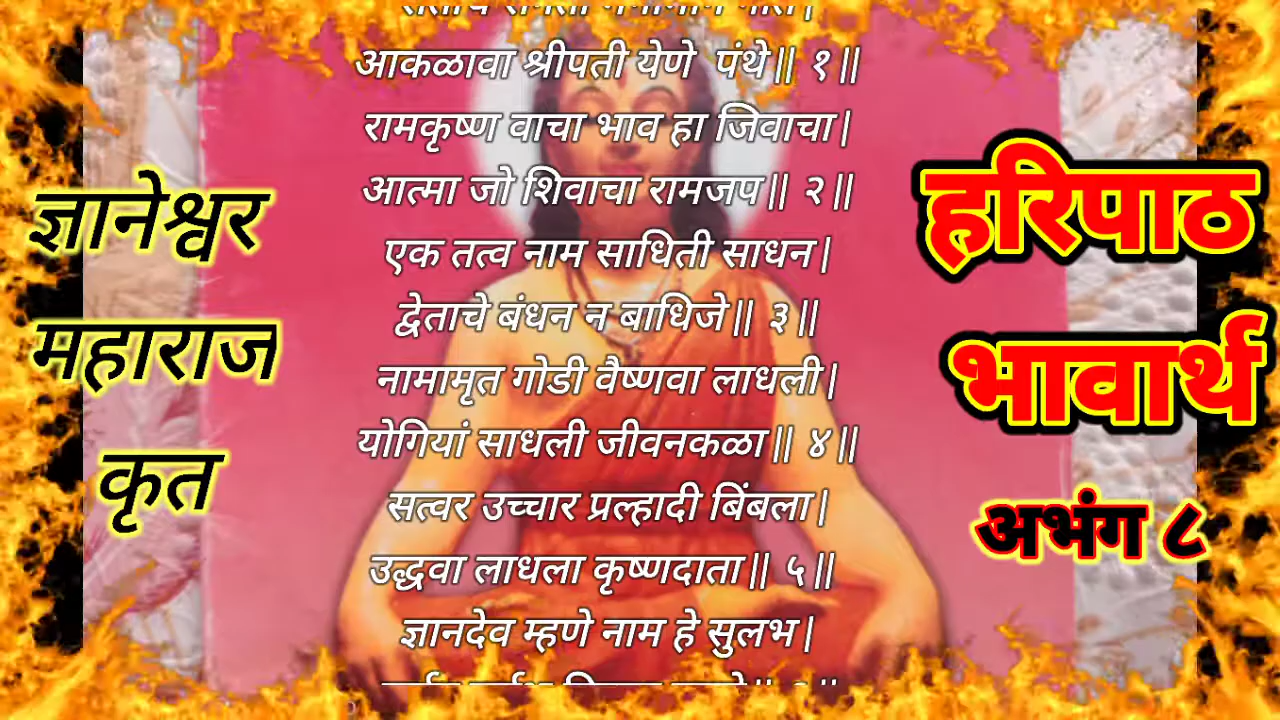 आकळावा श्रीपती येणे पंथे|| १||
रामकृष्ण वाचा भाव हा जिवाचा|
आत्मा जो शिवाचा रामजप|| २||
एक तत्व नाम साधिती साधन|
द्वेताचे बंधन न बाधिजे|| ३||
नामामृत गोडी वैष्णवा लाधली|
योगियां साधली जीवनकळा|| ४||
सत्वर उच्चार प्रल्हादी बिंबला|
उद्धवा लाधला कृष्णदाता|| ५||
ज्ञानदेव म्हणे नाम हे सुलभ|
ज्ञानेश्वर
महाराज
कृत
हरिपाठ
भावार्थ
अभंग ८